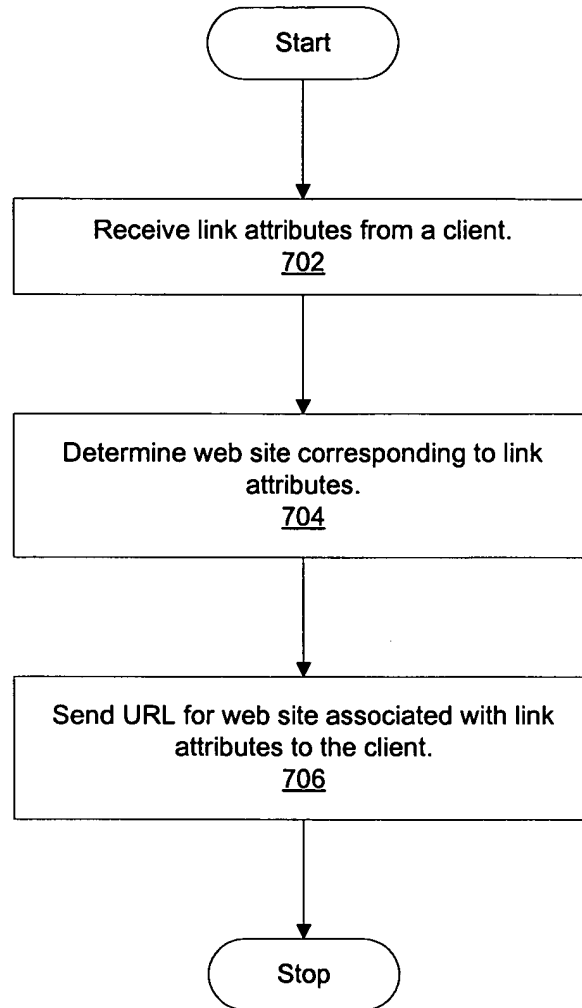 Start
Receive link attributes from a client.
702
Determine web site corresponding to link
attributes.
704
Send URL for web site associated with link
attributes to the client.
706
Stop